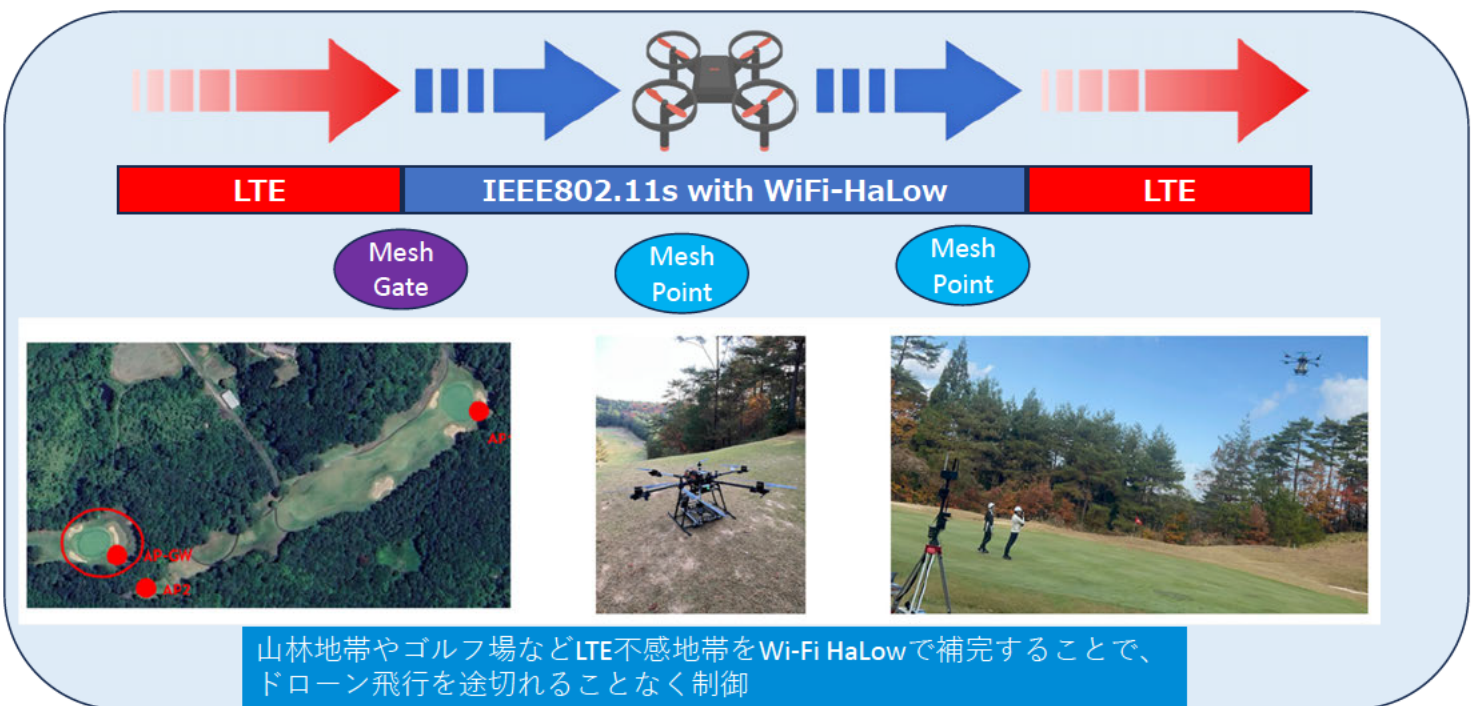 LTE
IEEE802.11s with WiFi-HaLow
LTE
Mesh
Gate
Mesh
Point
Mesh
Point
AP-GW
AP2
山林地帯やゴルフ場などLTE不感地帯をWi-Fi HaLowで補完することで、
ドローン飛行を途切れることなく制御